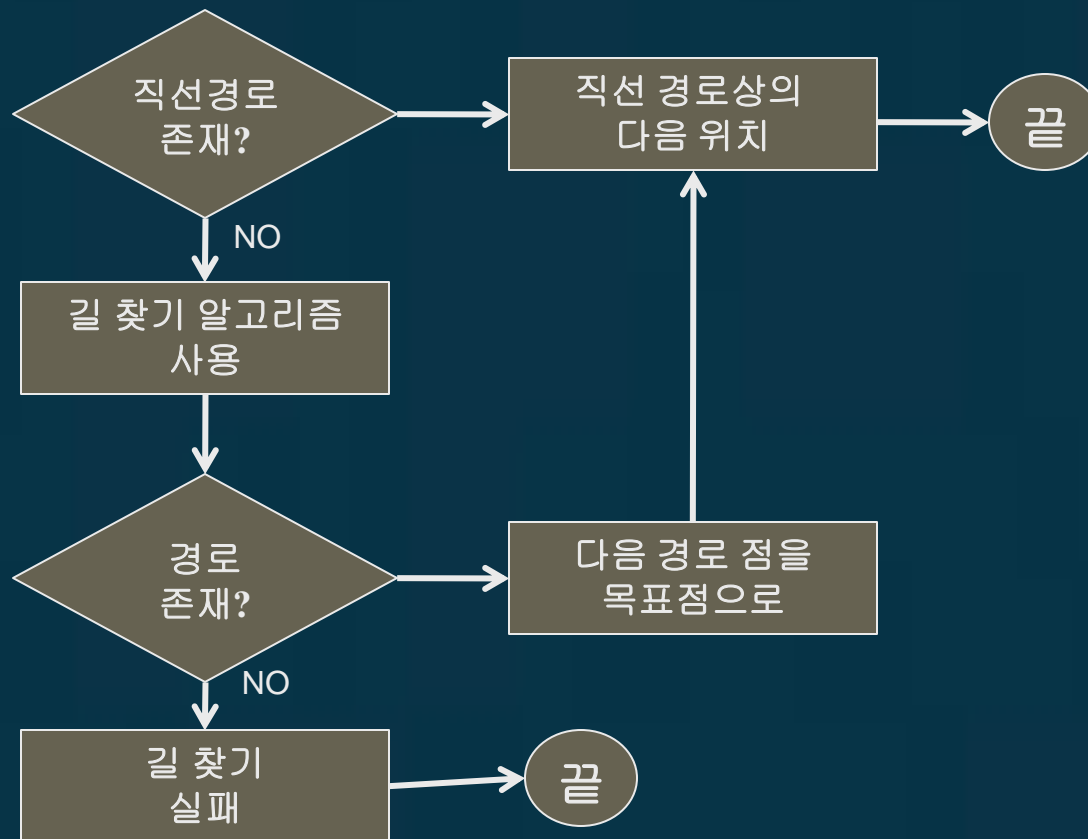 직선경로
존재?
직선 경로상의
다음 위치
끝
NO
길 찾기 알고리즘
사용
경로
존재?
다음 경로 점을
목표점으로
NO
길 찾기
실패
끝